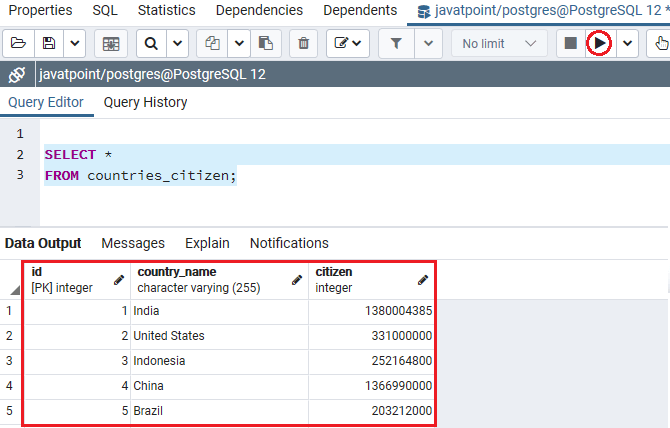 Properties SQL Statistics Dependencies Dependents javatpoint/postgres@PostgreSQL 12 *
No limit
javatpoint/postgres@PostgreSQL 12
Query Editor Query History
1
2 SELECT *
3 FROM countries_citizen;
Data Output Messages Explain Notifications
id country_name citizen
[PK] integer character varying (255) integer
1 1 India 1380004385
2 2 United States 331000000
3 3 Indonesia 252164800
4 4 China 1366990000
5 5 Brazil 203212000